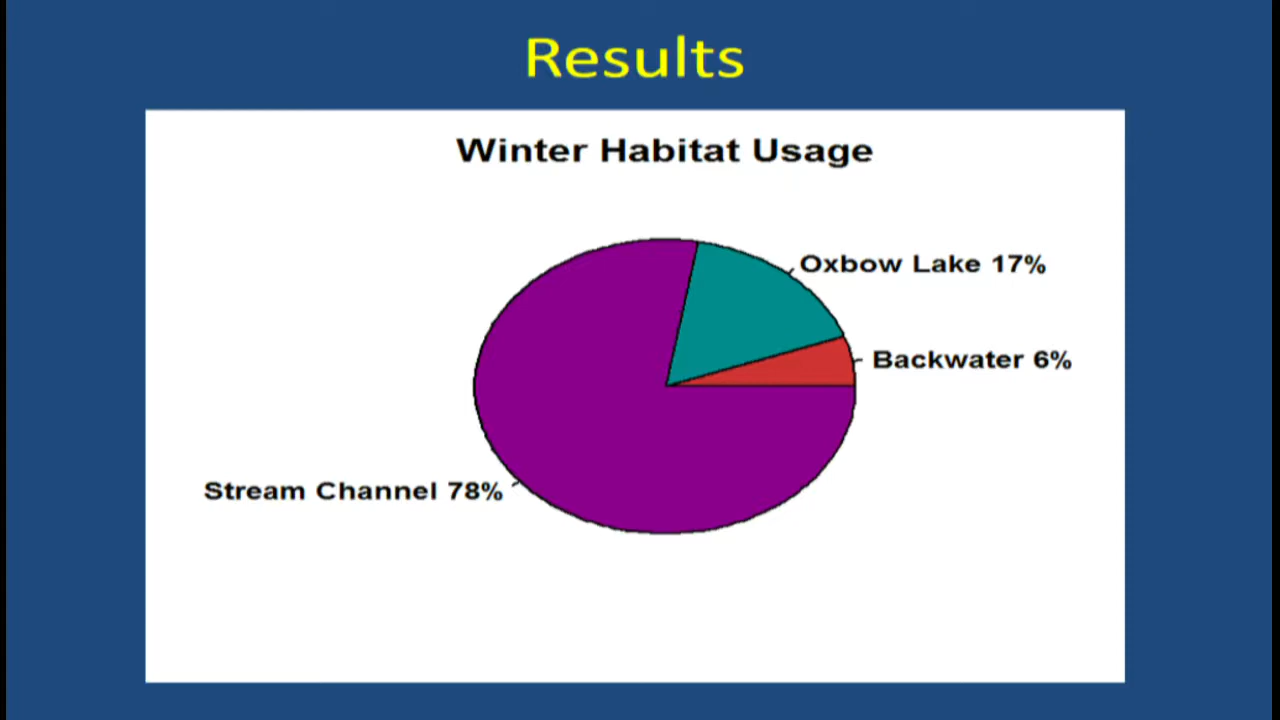 Results
Winter Habitat Usage
Oxbow Lake 17%
Backwater 6%
Stream Channel 78%